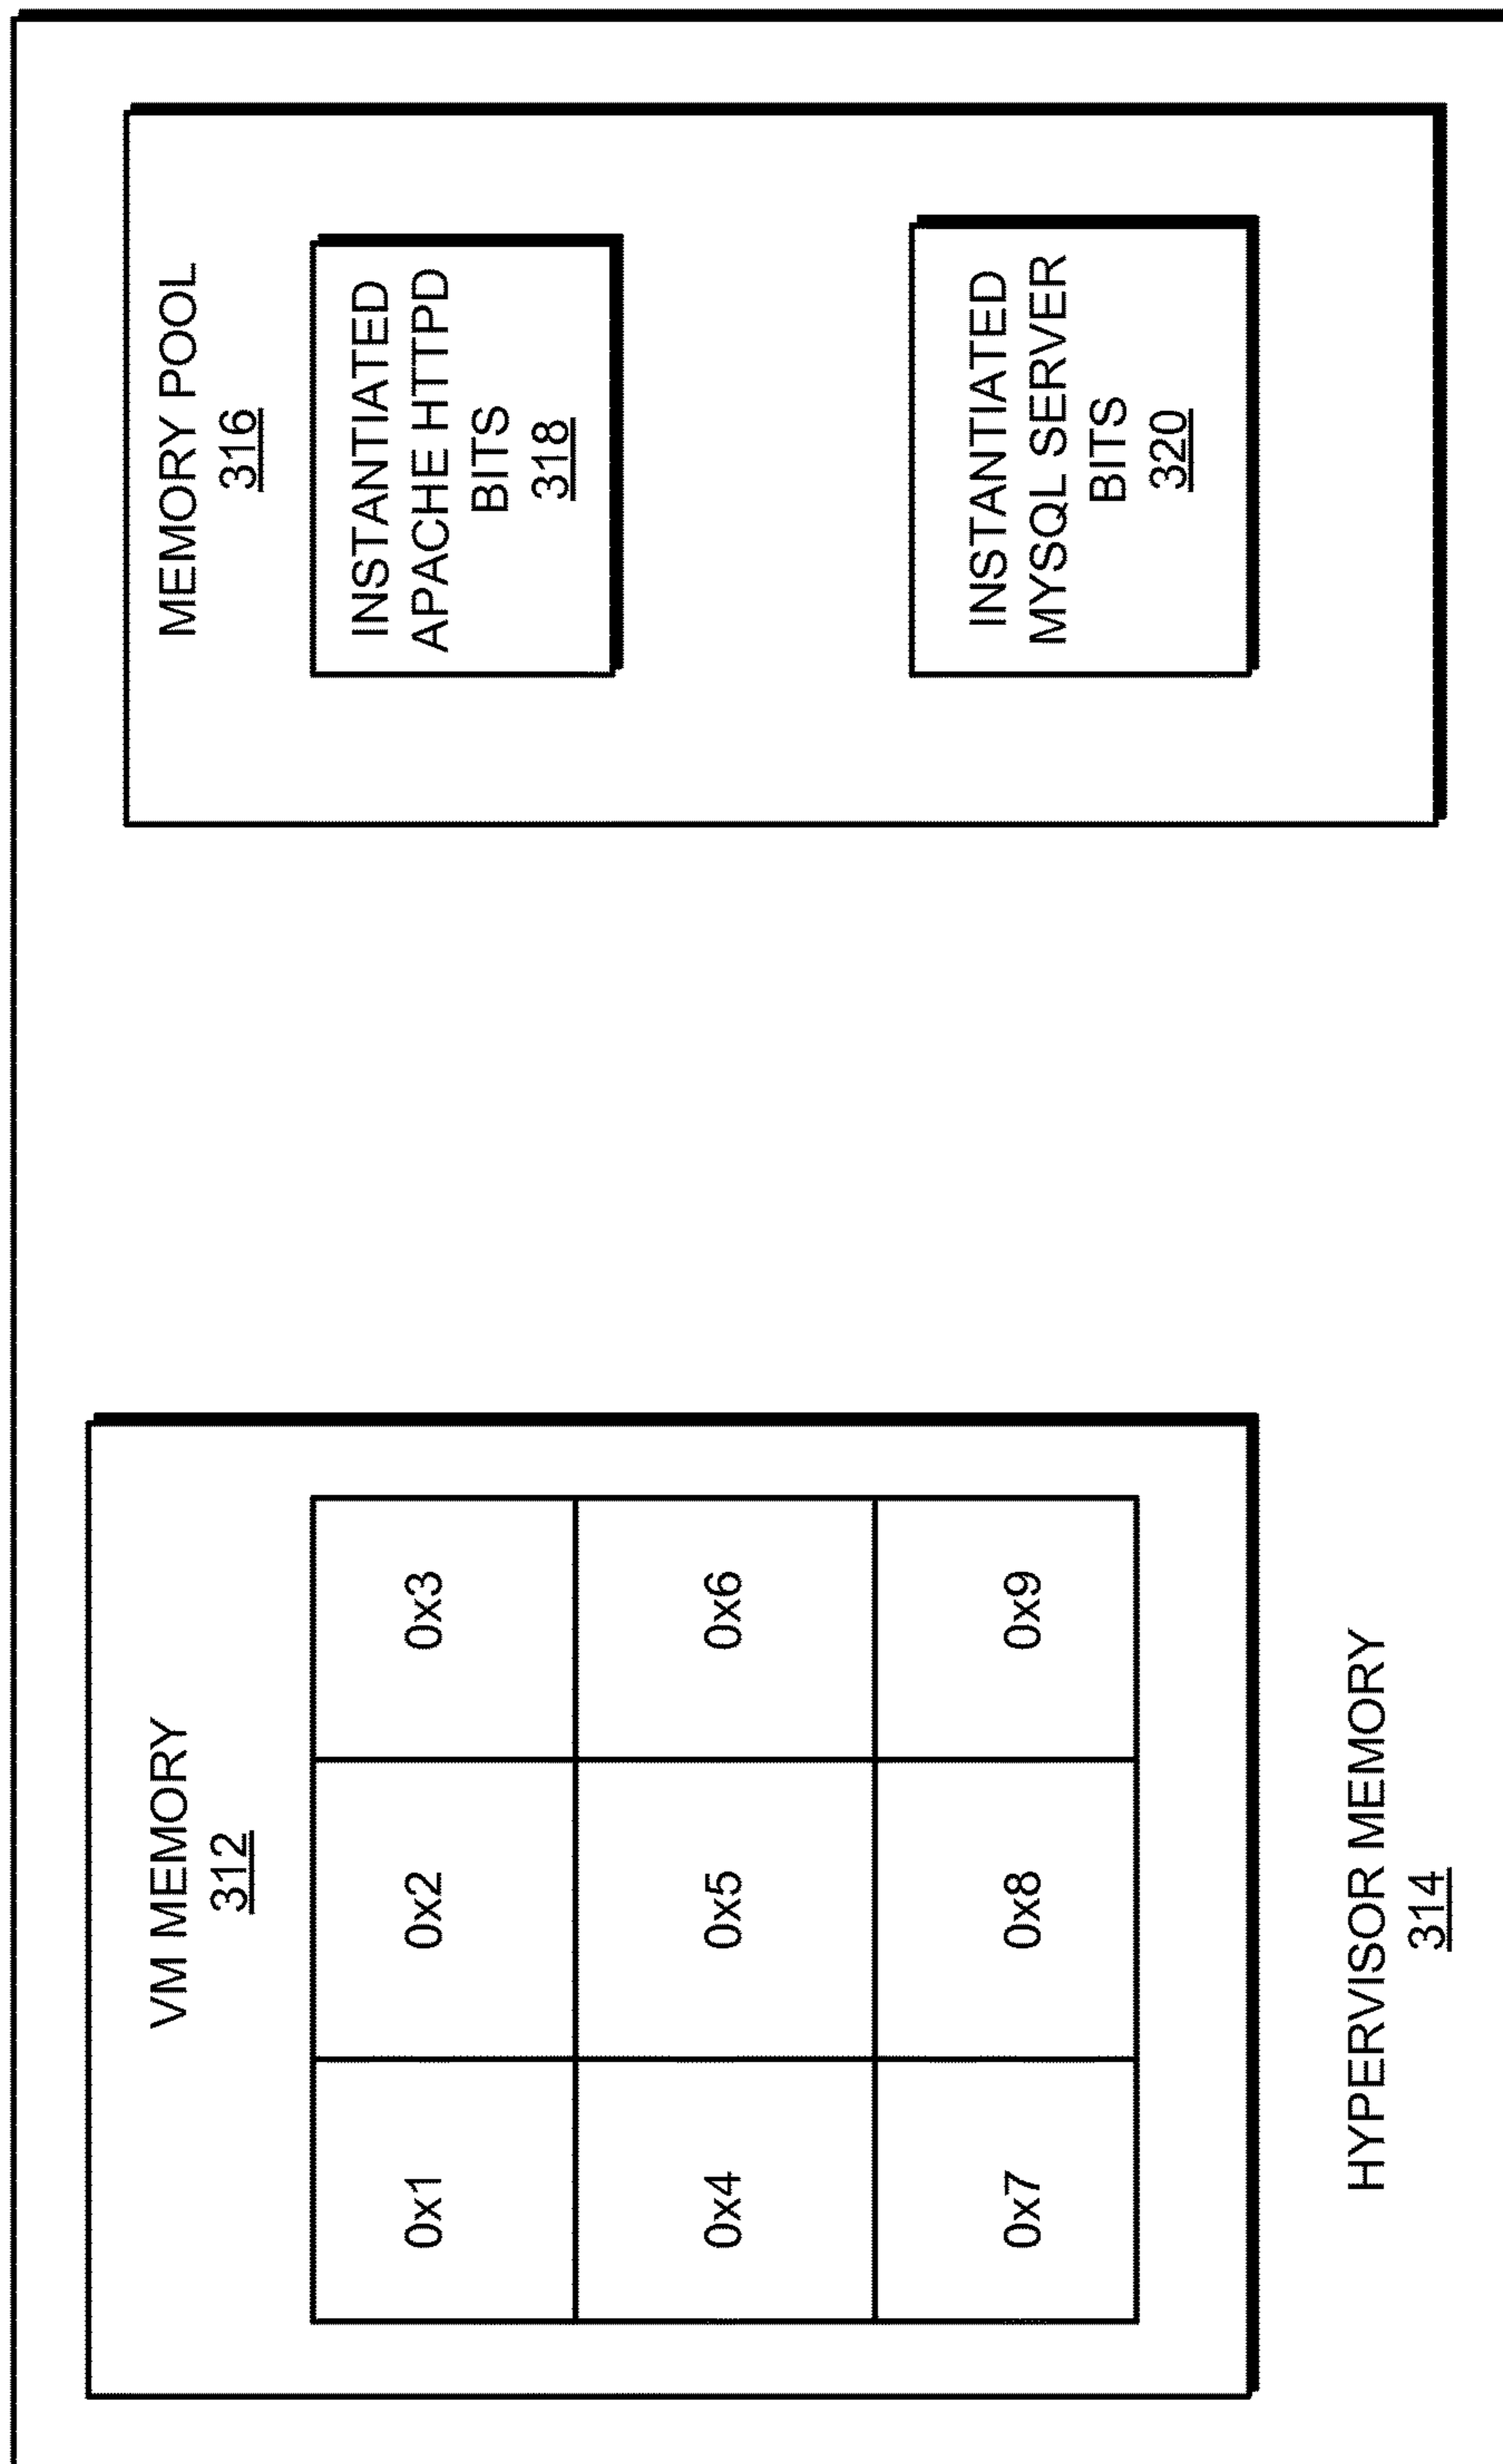 VM MEMORY
312
0x1
0x2
0x3
0x4
0x5
0x6
0x7
0x8
0x9
HYPERVISOR MEMORY
314
MEMORY POOL
316
INSTANTIATED
APACHE HTTPD
BITS
318
INSTANTIATED
MYSQL SERVER
BITS
320